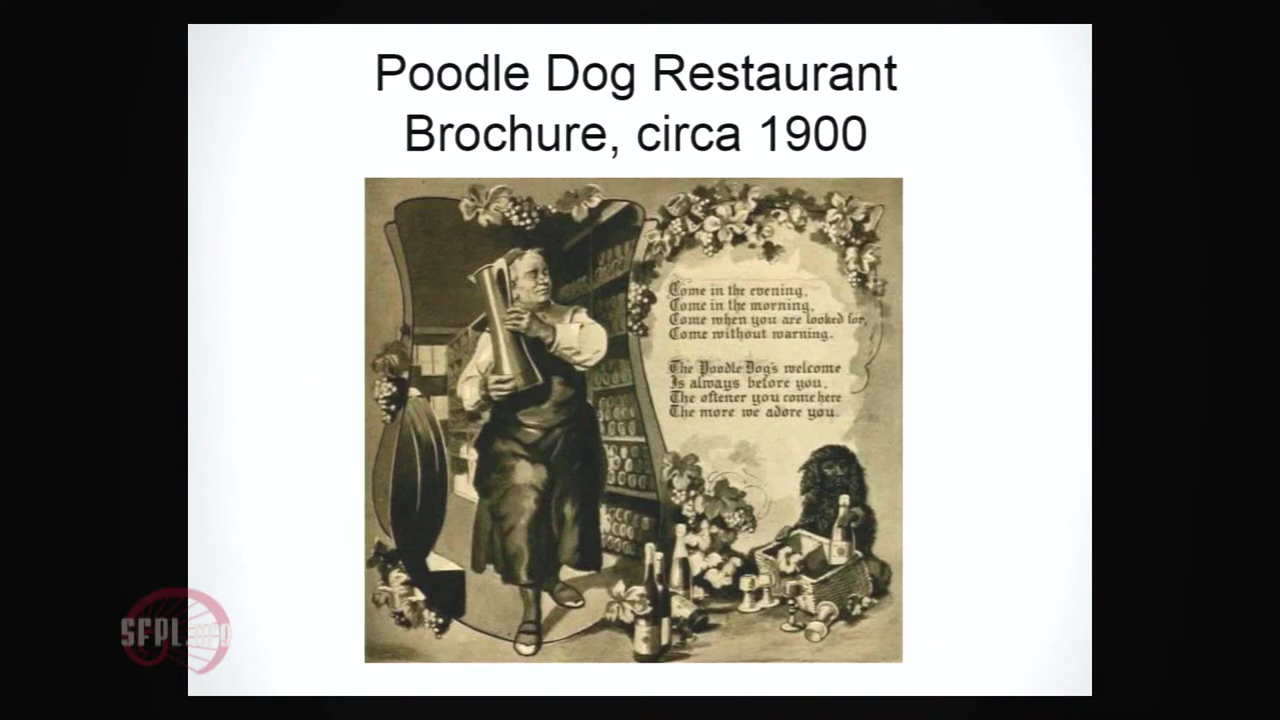 Poodle Dog Restaurant
Brochure, circa 1900
Come in the evening,
Come in the morning,
Come when you are looked for,
Come without warning.
The Poodle Dog's welcome
Is always before you,
The oftener you come here
The more we adore you.
SFPL